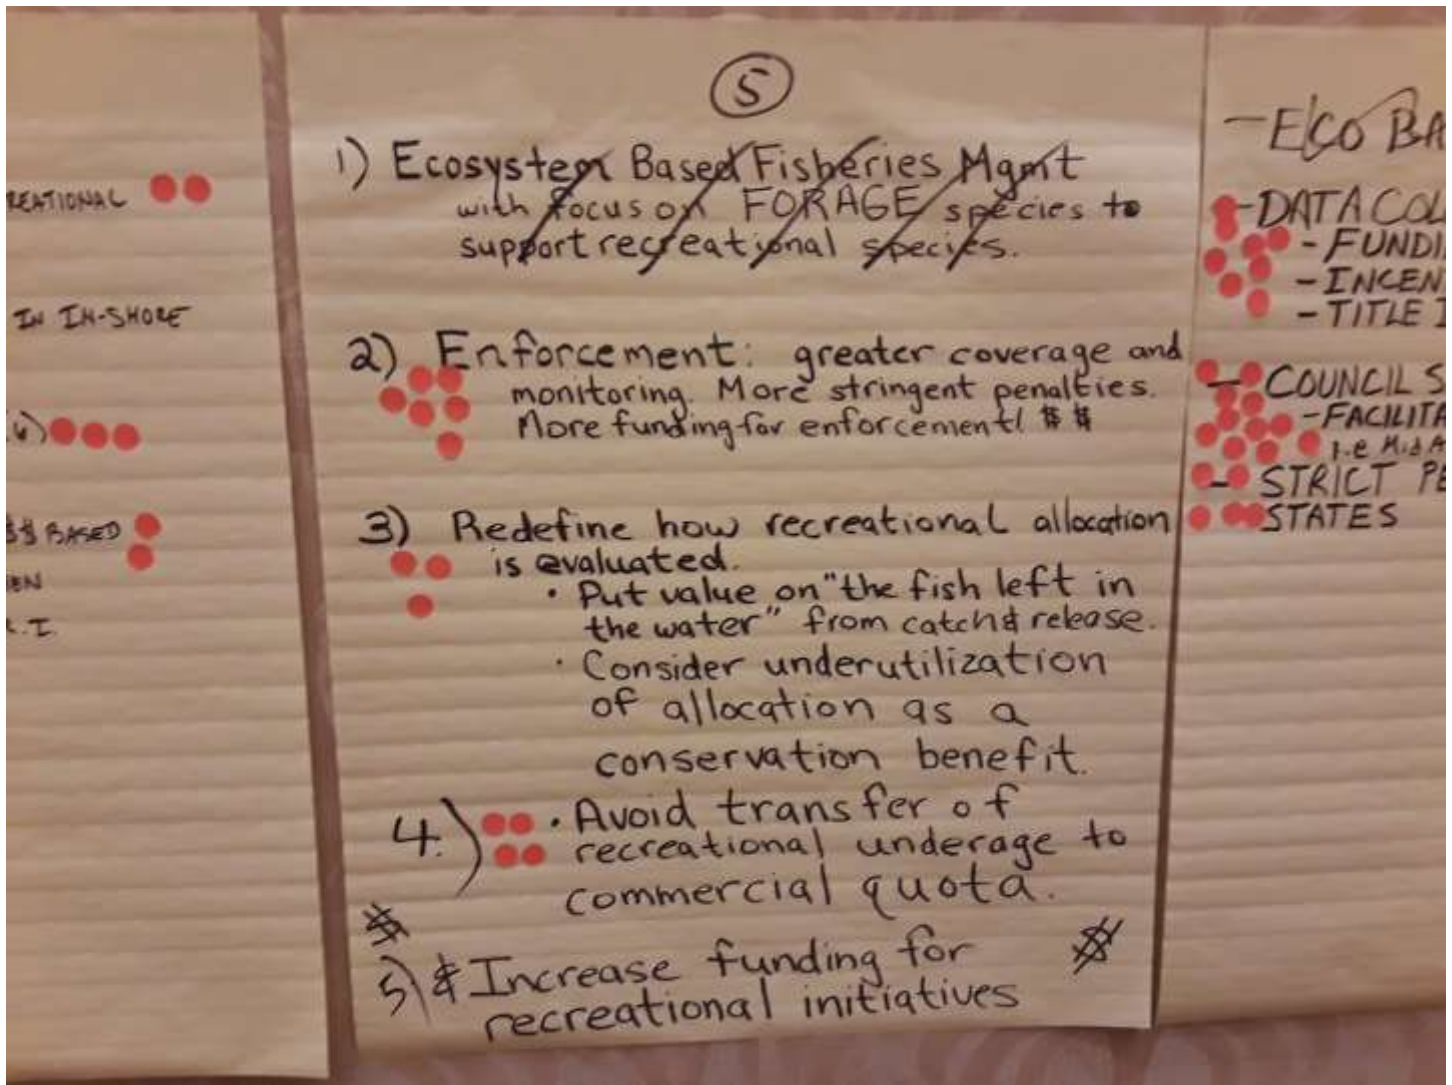 REATIONAL
IN IN-SHORE
$$ BASED
5
1) Ecosystem Based Fisheries Mgmt
with focus on FORAGE species to
support recreational species.
2) Enforcement: greater coverage and
monitoring. More stringent penalties.
More funding for enforcement! $ $
3) Redefine how recreational allocation
is evaluated.
• Put value on "the fish left in
the water" from catch & release.
• Consider underutilization
of allocation as a
conservation benefit.
4.) • Avoid transfer of
recreational underage to
commercial quota.
$
5) & Increase funding for $
recreational initiatives
- ECO BA
- DATA COL
- FUNDI
- INCEN
- TITLE I
- COUNCIL S
- FACILITA
i.e Mid A
- STRICT PE
STATES